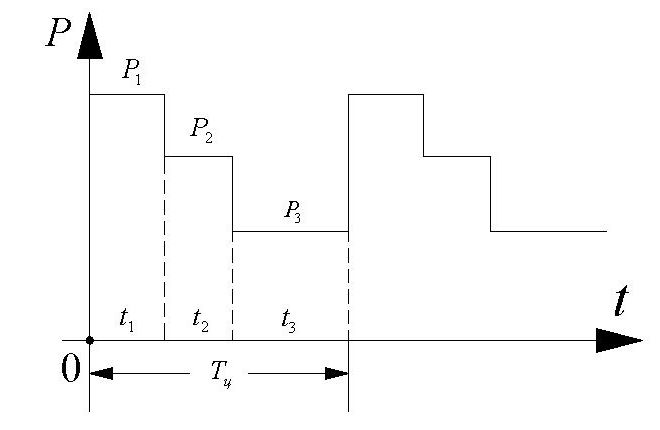 P
P₁
P₂
P₃
t₁ t₂ t₃ t
0 Tц